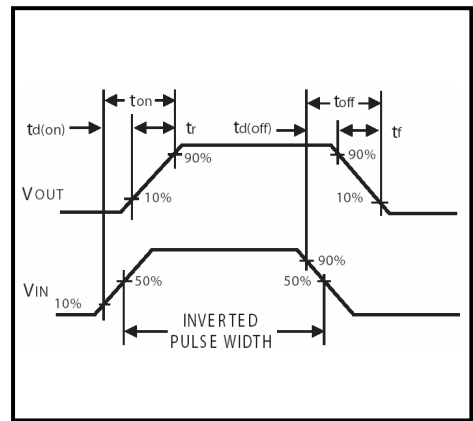 ton
toff
td(on)
tr
td(off)
tf
90%
90%
VOUT
10%
10%
90%
VIN
10%
50%
50%
INVERTED
PULSE WIDTH